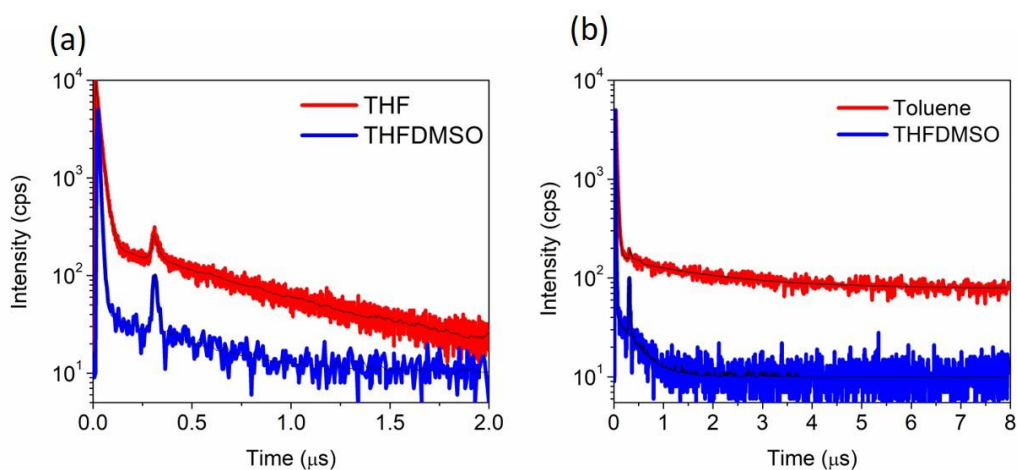 (a)
10⁴
10³
10²
10¹
Intensity (cps)
THF
THFDMSO
0.0 0.5 1.0 1.5 2.0
Time (μs)
(b)
10⁴
10³
10²
10¹
Intensity (cps)
Toluene
THFDMSO
0 1 2 3 4 5 6 7 8
Time (μs)